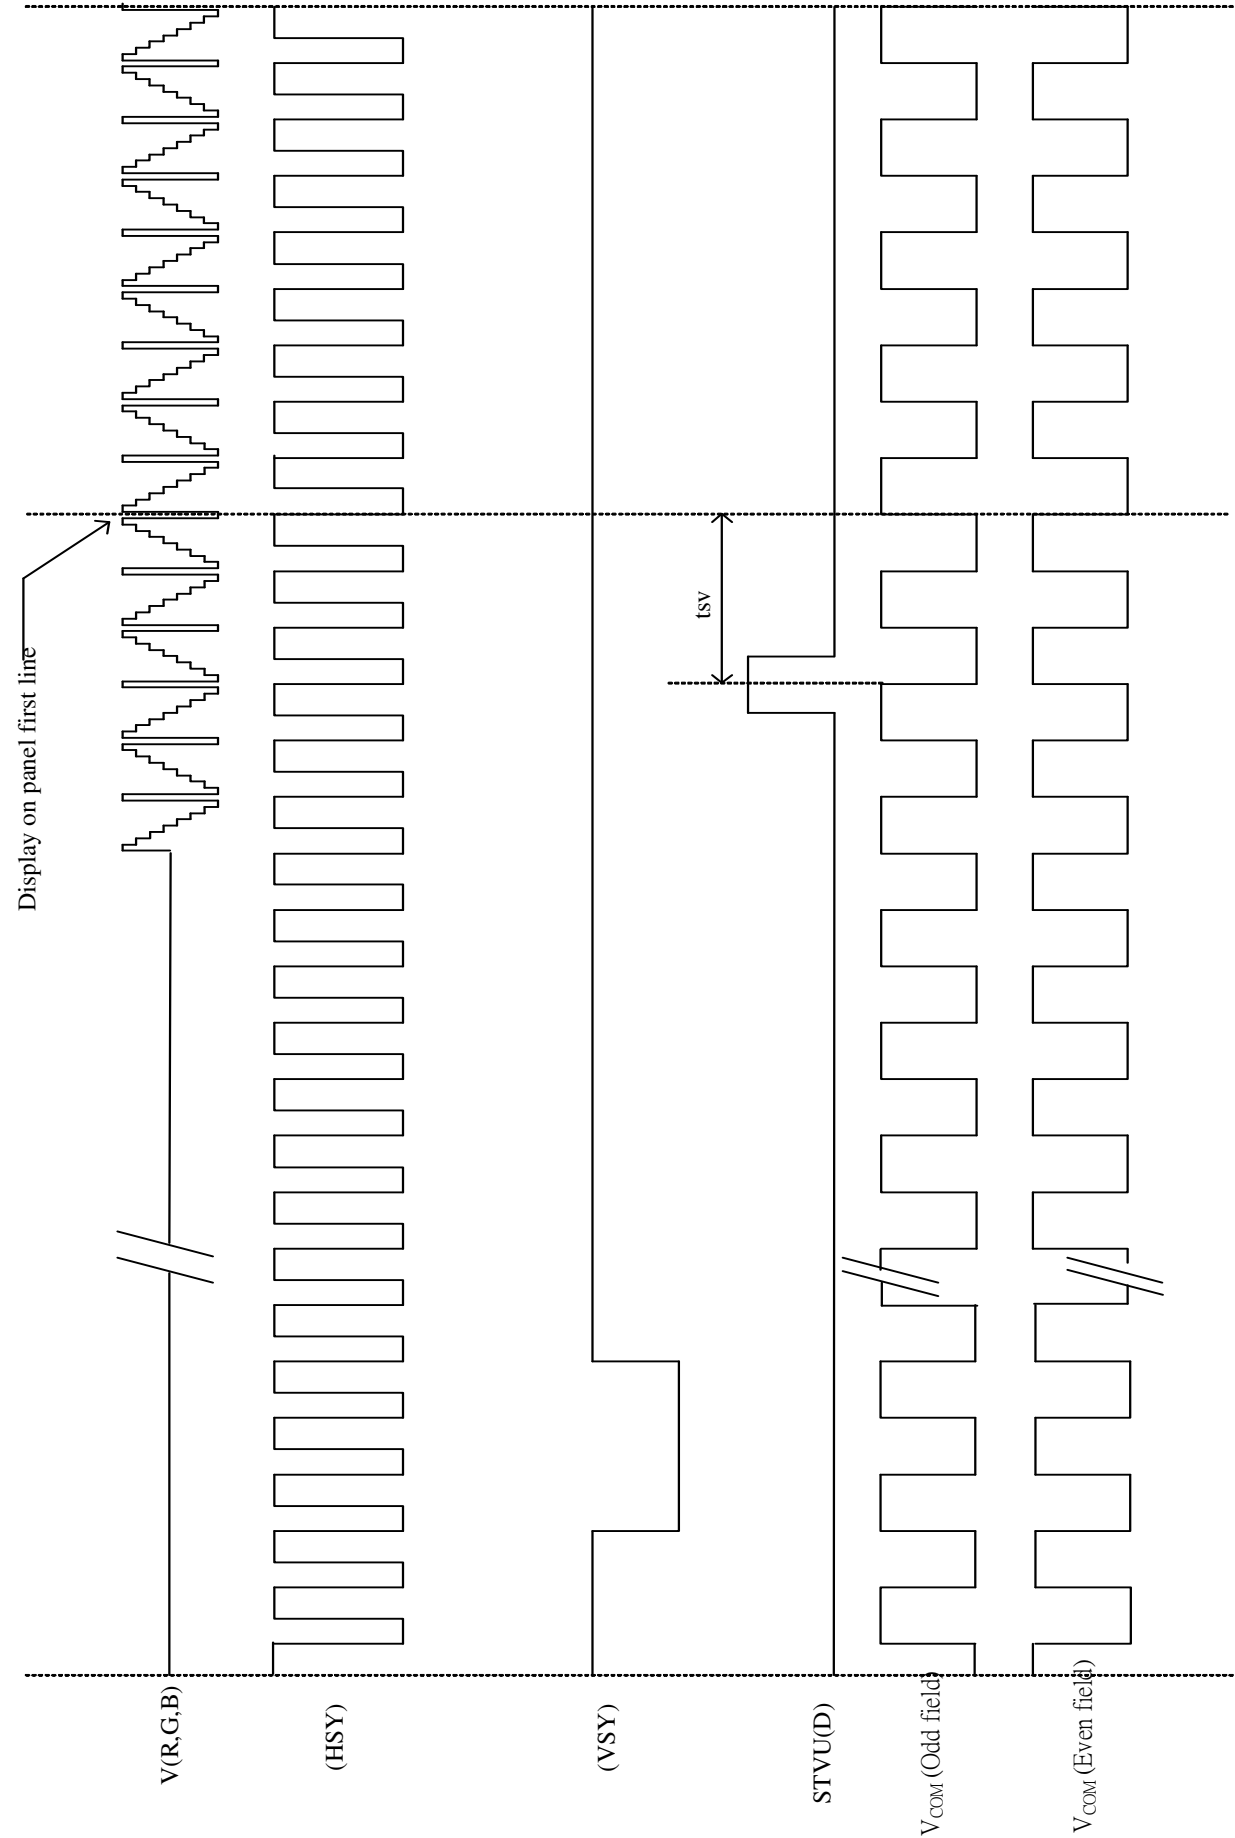 Display on panel first line
V(R,G,B)
(HSY)
(VSY)
tsv
STVU(D)
VCOM (Odd field)
VCOM (Even field)